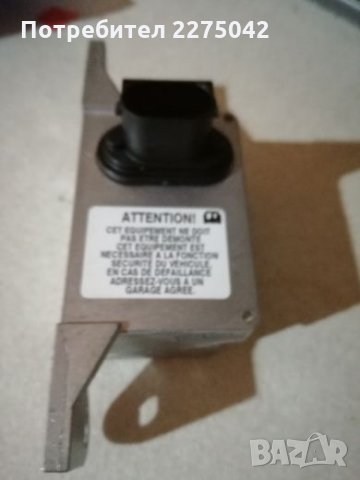 Потребител 2275042
ATTENTION!
CET EQUIPEMENT NE DOIT
PAS ETRE DEMONTE.
CET EQUIPEMENT EST
NECESSAIRE A LA FONCTION
SECURITE DU VEHICULE.
EN CAS DE DEFAILLANCE
ADRESSEZ-VOUS À UN
GARAGE AGREE.
BAZAR